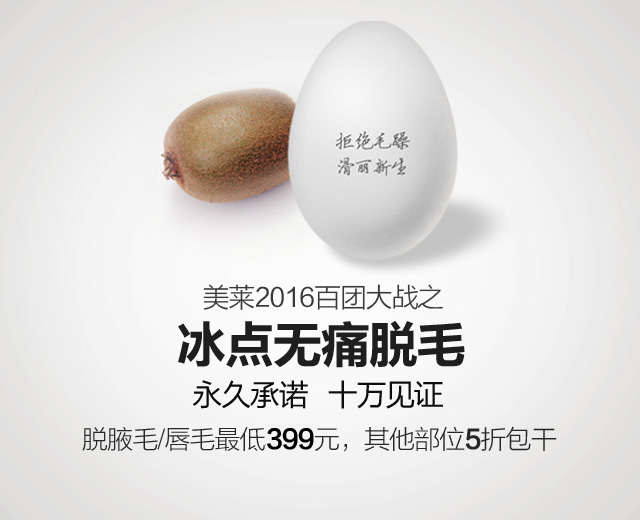 拒绝毛躁
滑丽新生
美莱2016百团大战之
冰点无痛脱毛
永久承诺 十万见证
脱腋毛/唇毛最低399元，其他部位5折包干